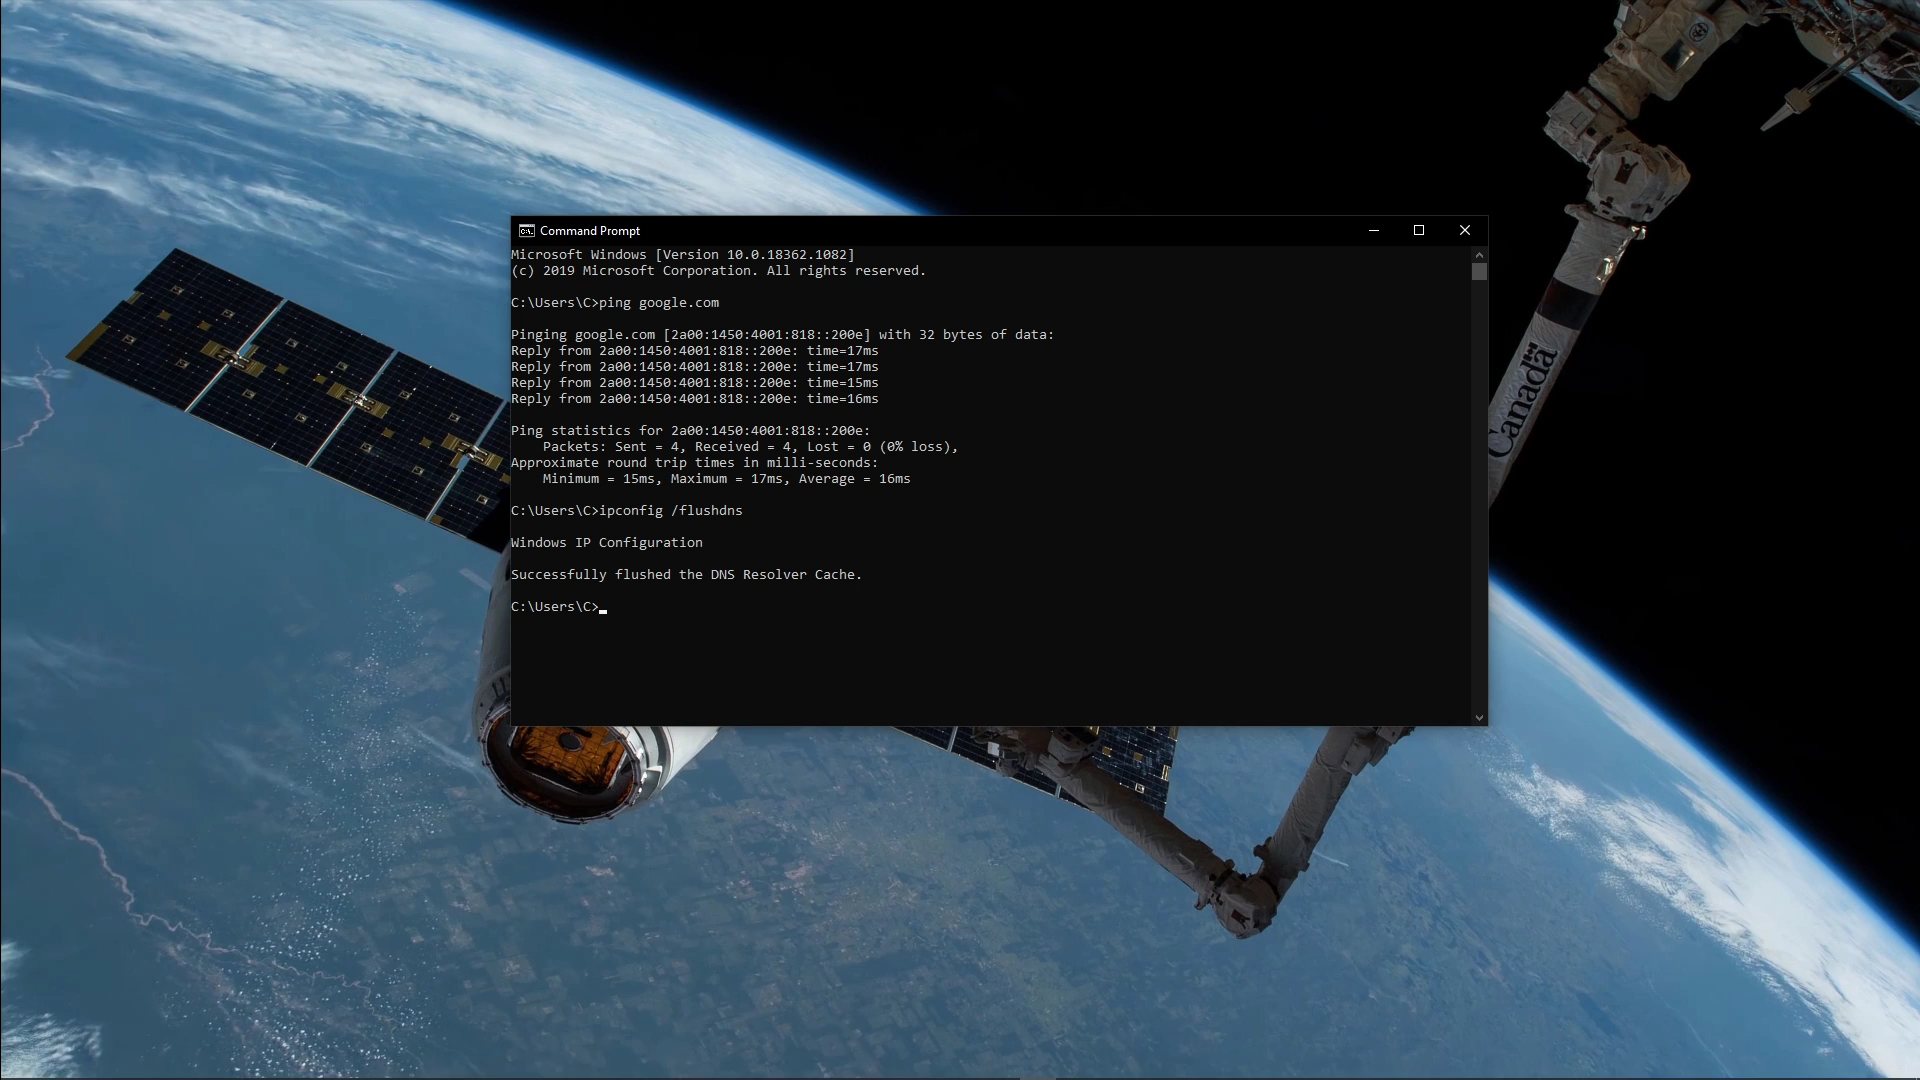 Command Prompt
Microsoft Windows [Version 10.0.18362.1082]
(c) 2019 Microsoft Corporation. All rights reserved.
C:\Users\C>ping google.com
Pinging google.com [2a00:1450:4001:818::200e] with 32 bytes of data:
Reply from 2a00:1450:4001:818::200e: time=17ms
Reply from 2a00:1450:4001:818::200e: time=17ms
Reply from 2a00:1450:4001:818::200e: time=15ms
Reply from 2a00:1450:4001:818::200e: time=16ms
Ping statistics for 2a00:1450:4001:818::200e:
    Packets: Sent = 4, Received = 4, Lost = 0 (0% loss),
Approximate round trip times in milli-seconds:
    Minimum = 15ms, Maximum = 17ms, Average = 16ms
C:\Users\C>ipconfig /flushdns
Windows IP Configuration
Successfully flushed the DNS Resolver Cache.
C:\Users\C>
Canada